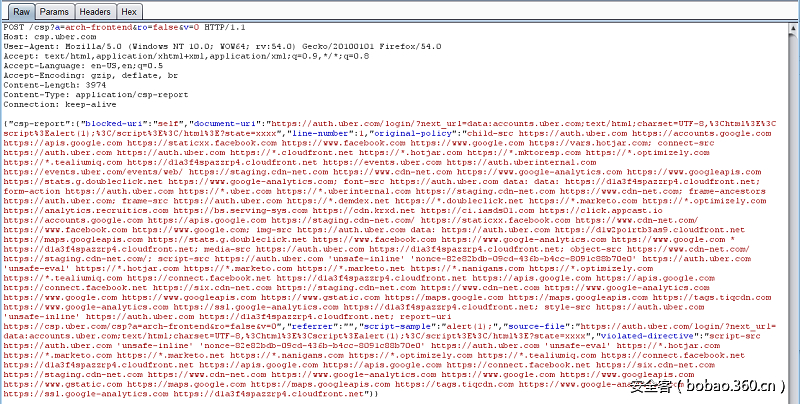 Raw Params Headers Hex
POST /csp?a=arch-frontend&ro=false&v=0 HTTP/1.1
Host: csp.uber.com
User-Agent: Mozilla/5.0 (Windows NT 10.0; WOW64; rv:54.0) Gecko/20100101 Firefox/54.0
Accept: text/html,application/xhtml+xml,application/xml;q=0.9,*/*;q=0.8
Accept-Language: en-US,en;q=0.5
Accept-Encoding: gzip, deflate, br
Content-Length: 3974
Content-Type: application/csp-report
Connection: keep-alive
{"csp-report":{"blocked-uri":"self","document-uri":"https://auth.uber.com/login/?next_url=data:accounts.uber.com;text/html;charset=UTF-8,%3Chtml%3E%3C
script%3Ealert(1);%3C/script%3E%3C/html%3E?state=xxxx","line-number":1,"original-policy":"child-src https://auth.uber.com https://accounts.google.com
https://apis.google.com https://staticxx.facebook.com https://www.facebook.com https://www.google.com https://vars.hotjar.com; connect-src
https://auth.uber.com https://auth.uber.com https://*.cloudfront.net https://*.hotjar.com https://*.mktoresp.com https://*.optimizely.com
https://*.tealiumiq.com https://d1a3f4spazzrp4.cloudfront.net https://events.uber.com https://auth.uberinternal.com
https://events.uber.com/events/web/ https://staging.cdn-net.com https://www.cdn-net.com https://www.google-analytics.com https://www.googleapis.com
https://stats.g.doubleclick.net https://www.google-analytics.com; font-src https://auth.uber.com data: data: https://d1a3f4spazzrp4.cloudfront.net;
form-action https://auth.uber.com https://*.uber.com https://*.uberinternal.com https://staging.cdn-net.com https://www.cdn-net.com; frame-ancestors
https://auth.uber.com; frame-src https://auth.uber.com https://*.demdex.net https://*.doubleclick.net https://*.marketo.com https://*.optimizely.com
https://analytics.recruitics.com https://bs.serving-sys.com https://cdn.krxd.net https://ci.iasds01.com https://click.appcast.io
https://accounts.google.com https://apis.google.com https://staging.cdn-net.com/ https://staticxx.facebook.com https://www.cdn-net.com/
https://www.facebook.com https://www.google.com; img-src https://auth.uber.com data: https://auth.uber.com https://d1w2poirtb3as9.cloudfront.net
https://maps.googleapis.com https://stats.g.doubleclick.net https://www.facebook.com https://www.google-analytics.com https://www.google.com *
https://d1a3f4spazzrp4.cloudfront.net; media-src https://auth.uber.com https://d1a3f4spazzrp4.cloudfront.net; object-src https://www.cdn-net.com/
https://staging.cdn-net.com/; script-src https://auth.uber.com 'unsafe-inline' 'nonce-82e82bdb-09cd-436b-b4cc-8091c88b70e0' https://auth.uber.com
'unsafe-eval' https://*.hotjar.com https://*.marketo.com https://*.marketo.net https://*.nanigans.com https://*.optimizely.com
https://*.tealiumiq.com https://connect.facebook.net https://d1a3f4spazzrp4.cloudfront.net https://apis.google.com https://apis.google.com
https://connect.facebook.net https://six.cdn-net.com https://staging.cdn-net.com https://www.cdn-net.com https://www.google-analytics.com
https://www.google.com https://www.googleapis.com https://www.gstatic.com https://maps.google.com https://maps.googleapis.com https://tags.tiqcdn.com
https://www.google-analytics.com https://ssl.google-analytics.com https://d1a3f4spazzrp4.cloudfront.net; style-src https://auth.uber.com
'unsafe-inline' https://auth.uber.com https://d1a3f4spazzrp4.cloudfront.net; report-uri
https://csp.uber.com/csp?a=arch-frontend&ro=false&v=0","referrer":"","script-sample":"alert(1);","source-file":"https://auth.uber.com/login/?next_url=
data:accounts.uber.com;text/html;charset=UTF-8,%3Chtml%3E%3Cscript%3Ealert(1);%3C/script%3E%3C/html%3E?state=xxxx","violated-directive":"script-src
https://auth.uber.com 'unsafe-inline' 'nonce-82e82bdb-09cd-436b-b4cc-8091c88b70e0' https://auth.uber.com 'unsafe-eval' https://*.hotjar.com
https://*.marketo.com https://*.marketo.net https://*.nanigans.com https://*.optimizely.com https://*.tealiumiq.com https://connect.facebook.net
https://d1a3f4spazzrp4.cloudfront.net https://apis.google.com https://apis.google.com https://connect.facebook.net https://six.cdn-net.com
https://staging.cdn-net.com https://www.cdn-net.com https://www.google-analytics.com https://www.google.com https://www.googleapis.com
https://www.gstatic.com https://maps.google.com https://maps.googleapis.com https://tags.tiqcdn.com https://www.google-analytics.com
https://ssl.google-analytics.com https://d1a3f4spazzrp4.cloudfront.net"}}
安全客（bobao.360.cn）